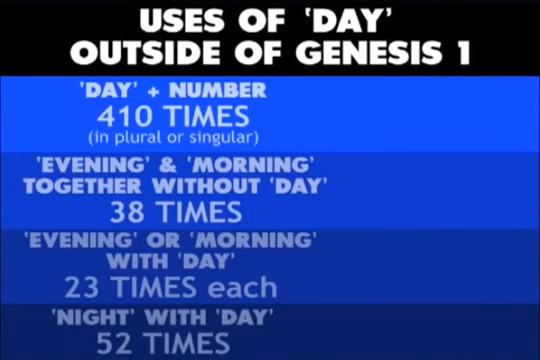 USES OF 'DAY'
OUTSIDE OF GENESIS 1
'DAY' + NUMBER
410 TIMES
(in plural or singular)
'EVENING' & 'MORNING'
TOGETHER WITHOUT 'DAY'
38 TIMES
'EVENING' OR 'MORNING'
WITH 'DAY'
23 TIMES each
'NIGHT' WITH 'DAY'
52 TIMES